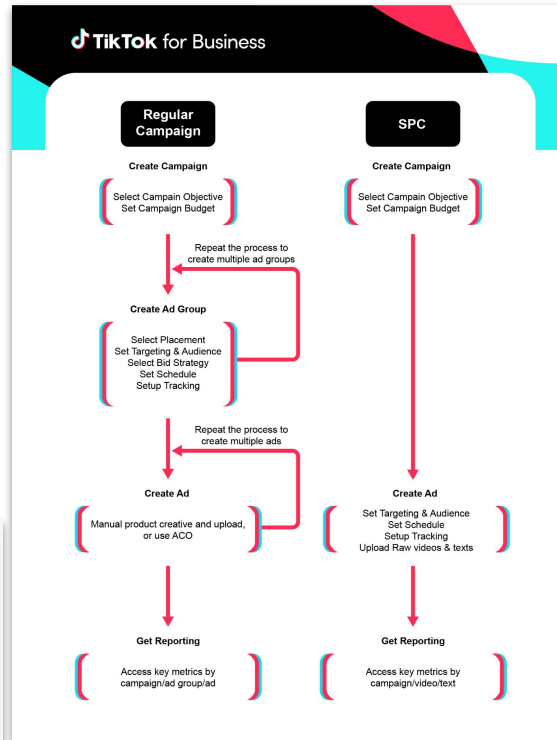 TikTok for Business
Regular
Campaign
Create Campaign
Select Campain Objective
Set Campaign Budget
Repeat the process to
create multiple ad groups
Create Ad Group
Select Placement
Set Targeting & Audience
Select Bid Strategy
Set Schedule
Setup Tracking
Repeat the process to
create multiple ads
Create Ad
Manual product creative and upload,
or use ACO
Get Reporting
Access key metrics by
campaign/ad group/ad
SPC
Create Campaign
Select Campain Objective
Set Campaign Budget
Create Ad
Set Targeting & Audience
Set Schedule
Setup Tracking
Upload Raw videos & texts
Get Reporting
Access key metrics by
campaign/video/text